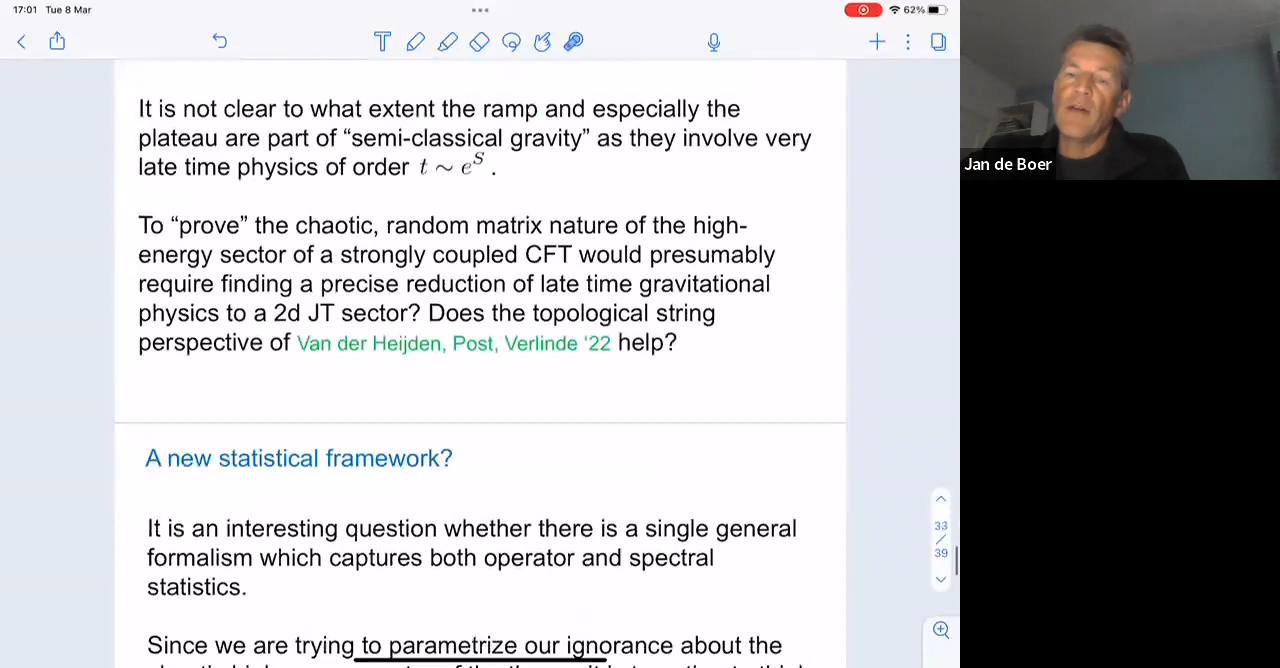 17:01 Tue 8 Mar
62%
It is not clear to what extent the ramp and especially the
plateau are part of “semi-classical gravity” as they involve very
late time physics of order t ~ e^S .
To “prove” the chaotic, random matrix nature of the high-
energy sector of a strongly coupled CFT would presumably
require finding a precise reduction of late time gravitational
physics to a 2d JT sector? Does the topological string
perspective of Van der Heijden, Post, Verlinde '22 help?
A new statistical framework?
It is an interesting question whether there is a single general
formalism which captures both operator and spectral
statistics.
Since we are trying to parametrize our ignorance about the
Jan de Boer
33
/
39